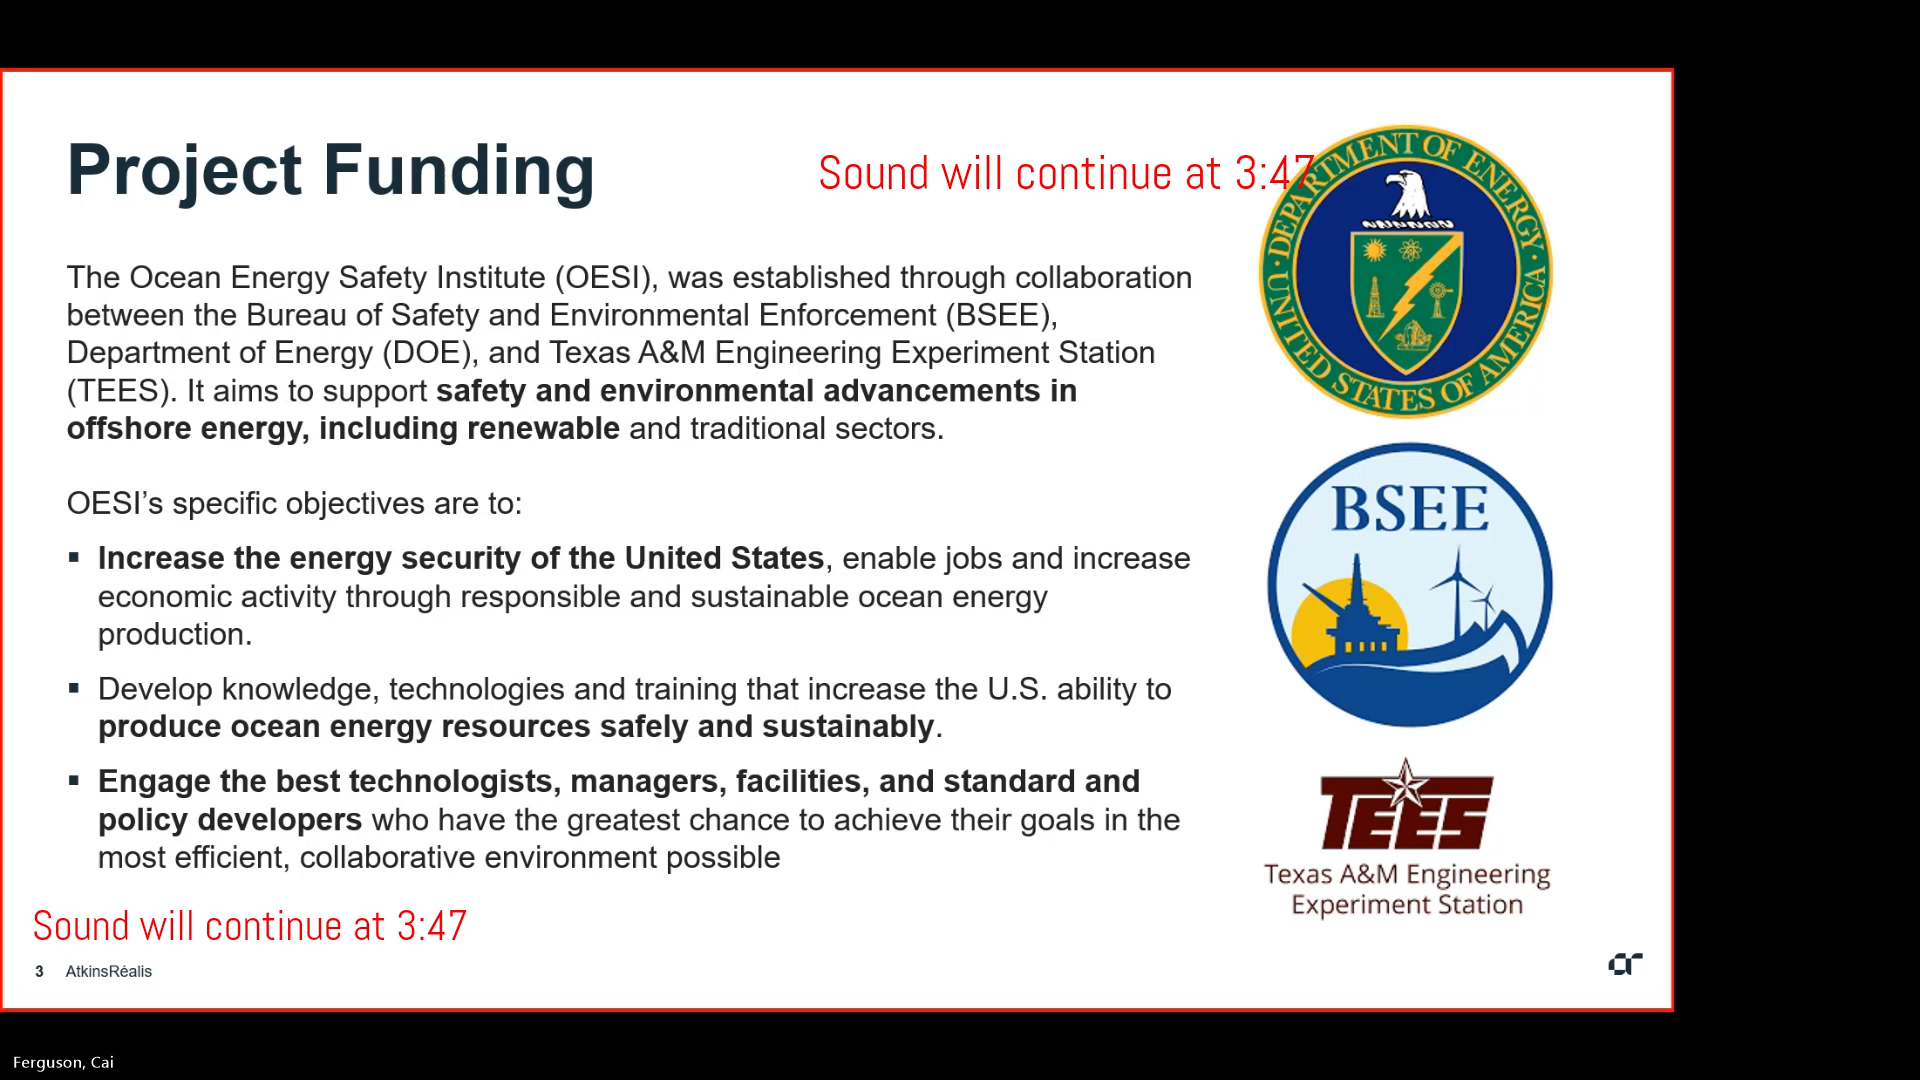 Project Funding
Sound will continue at 3:47
The Ocean Energy Safety Institute (OESI), was established through collaboration
between the Bureau of Safety and Environmental Enforcement (BSEE),
Department of Energy (DOE), and Texas A&M Engineering Experiment Station
(TEES). It aims to support safety and environmental advancements in
offshore energy, including renewable and traditional sectors.
OESI’s specific objectives are to:
▪ Increase the energy security of the United States, enable jobs and increase
economic activity through responsible and sustainable ocean energy
production.
▪ Develop knowledge, technologies and training that increase the U.S. ability to
produce ocean energy resources safely and sustainably.
▪ Engage the best technologists, managers, facilities, and standard and
policy developers who have the greatest chance to achieve their goals in the
most efficient, collaborative environment possible
DEPARTMENT OF ENERGY
UNITED STATES OF AMERICA
BSEE
TEES
Texas A&M Engineering
Experiment Station
Sound will continue at 3:47
3 AtkinsRéalis
Ferguson, Cai